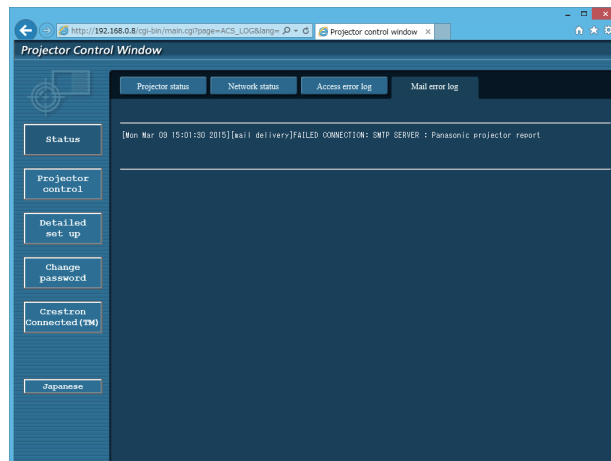 http://192.168.0.8/cgi-bin/main.cgi?page=ACS_LOG&lang=
Projector control window
Projector Control Window
Projector status
Network status
Access error log
Mail error log
[Mon Mar 09 15:01:30 2015][mail delivery]FAILED CONNECTION: SMTP SERVER : Panasonic projector report
Status
Projector
control
Detailed
set up
Change
password
Crestron
Connected(TM)
Japanese